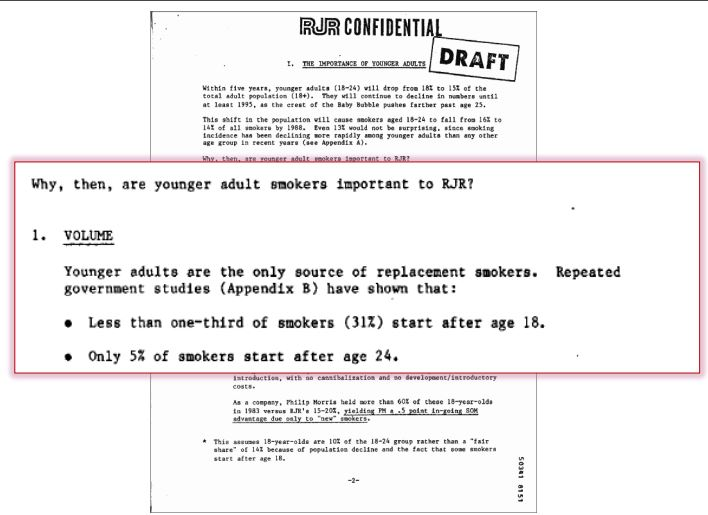 RJR CONFIDENTIAL
DRAFT
I. THE IMPORTANCE OF YOUNGER ADULTS
Within five years, younger adults (18-24) will drop from 18% to 15% of the
total adult population (18+). They will continue to decline in numbers until
at least 1995, as the crest of the Baby Bubble pushes farther past age 25.
This shift in the population will cause smokers aged 18-24 to fall from 16% to
14% of all smokers by 1988. Even 13% would not be surprising, since smoking
incidence has been declining more rapidly among younger adults than any other
age group in recent years (see Appendix A).
Why, then, are younger adult smokers important to RJR?
Why, then, are younger adult smokers important to RJR?
1. VOLUME
Younger adults are the only source of replacement smokers. Repeated
government studies (Appendix B) have shown that:
● Less than one-third of smokers (31%) start after age 18.
● Only 5% of smokers start after age 24.
introduction, with no cannibalization and no development/introductory
costs.
As a company, Philip Morris held more than 60% of these 18-year-olds
in 1983 versus RJR's 15-20%, yielding PM a .5 point in-going SOM
advantage due only to "new" smokers.
* This assumes 18-year-olds are 10% of the 18-24 group rather than a "fair
share" of 14% because of population decline and the fact that some smokers
start after age 18.
-2-
50341 8151